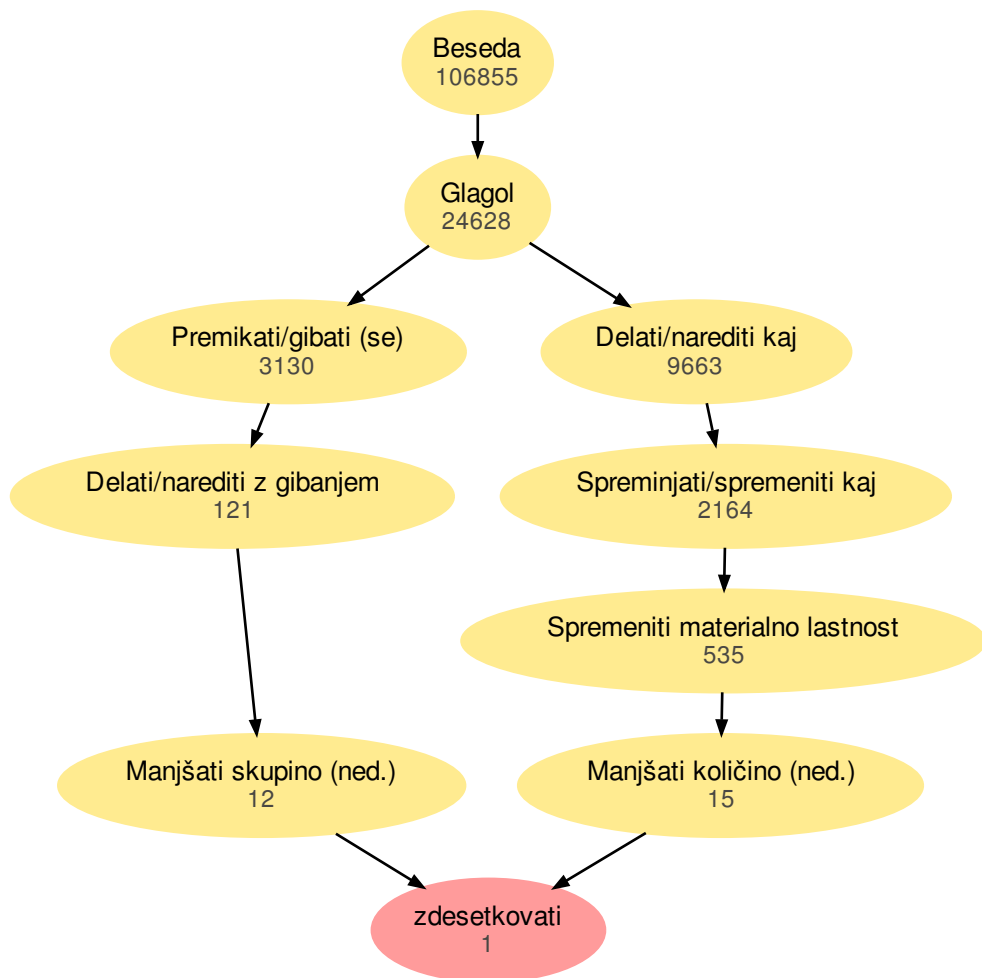 Beseda
106855
Glagol
24628
Premikati/gibati (se)
3130
Delati/narediti kaj
9663
Delati/narediti z gibanjem
121
Spreminjati/spremeniti kaj
2164
Spremeniti materialno lastnost
535
Manjšati skupino (ned.)
12
Manjšati količino (ned.)
15
zdesetkovati
1